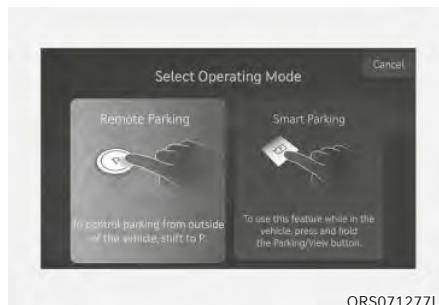 Select Operating Mode
Cancel
Remote Parking
P
To control parking from outside
of the vehicle, shift to P.
Smart Parking
To use this feature while in the
vehicle, press and hold
the Parking/View button.
ORS071277L